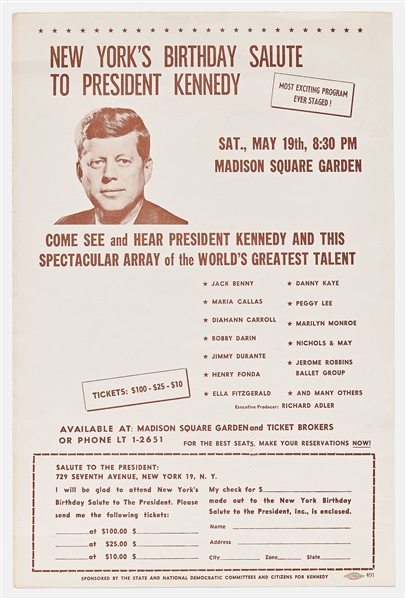 NEW YORK'S BIRTHDAY SALUTE
TO PRESIDENT KENNEDY
MOST EXCITING PROGRAM
EVER STAGED!
SAT., MAY 19th, 8:30 PM
MADISON SQUARE GARDEN
COME SEE and HEAR PRESIDENT KENNEDY AND THIS
SPECTACULAR ARRAY of the WORLD'S GREATEST TALENT
★ JACK BENNY
★ MARIA CALLAS
★ DIAHANN CARROLL
★ BOBBY DARIN
★ JIMMY DURANTE
★ HENRY FONDA
★ ELLA FITZGERALD
★ DANNY KAYE
★ PEGGY LEE
★ MARILYN MONROE
★ NICHOLS & MAY
★ JEROME ROBBINS
BALLET GROUP
★ AND MANY OTHERS
Executive Producer: RICHARD ADLER
TICKETS: $100 - $25 - $10
AVAILABLE AT: MADISON SQUARE GARDEN and TICKET BROKERS
OR PHONE LT 1-2651
FOR THE BEST SEATS, MAKE YOUR RESERVATIONS NOW!
SALUTE TO THE PRESIDENT:
729 SEVENTH AVENUE, NEW YORK 19, N. Y.
I will be glad to attend New York's
Birthday Salute to The President. Please
send me the following tickets:
at $100.00 $
at $25.00 $
at $10.00 $
My check for $
made out to the New York Birthday
Salute to the President, Inc., is enclosed.
Name
Address
City Zone State
SPONSORED BY THE STATE AND NATIONAL DEMOCRATIC COMMITTEES AND CITIZENS FOR KENNEDY
491